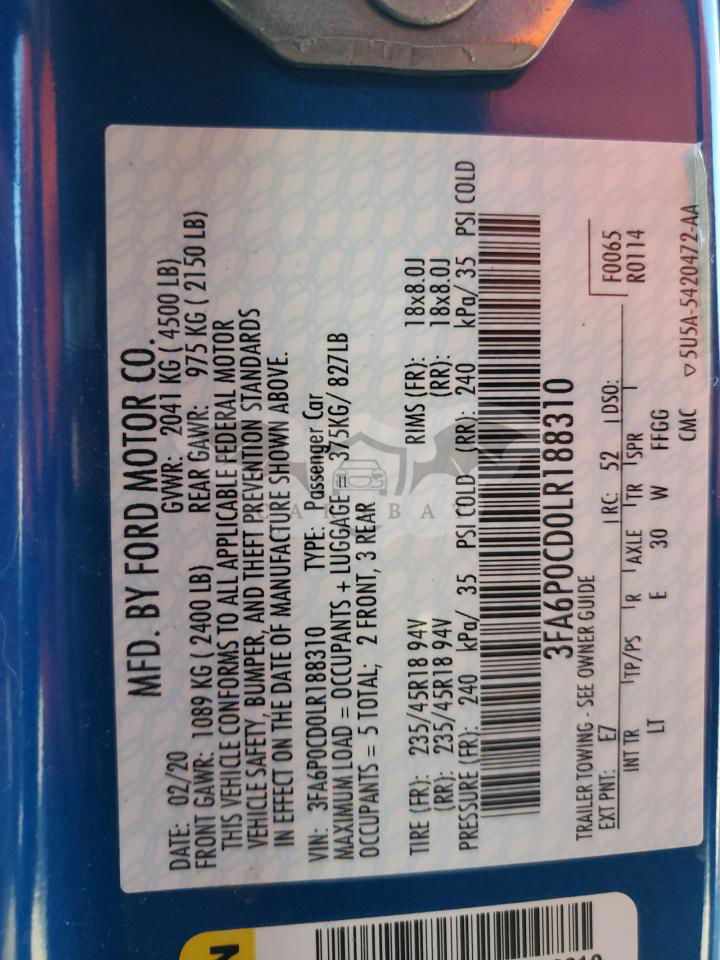 MFD. BY FORD MOTOR CO.
DATE: 02/20 GVWR: 2041 KG ( 4500 LB)
FRONT GAWR: 1089 KG ( 2400 LB) REAR GAWR: 975 KG ( 2150 LB)
THIS VEHICLE CONFORMS TO ALL APPLICABLE FEDERAL MOTOR
VEHICLE SAFETY, BUMPER, AND THEFT PREVENTION STANDARDS
IN EFFECT ON THE DATE OF MANUFACTURE SHOWN ABOVE.
VIN: 3FA6P0CD0LR188310 TYPE: Passenger Car
MAXIMUM LOAD = OCCUPANTS + LUGGAGE = 375KG/ 827LB
OCCUPANTS = 5 TOTAL; 2 FRONT, 3 REAR
TIRE (FR): 235/45R18 94V RIMS (FR): 18x8.0J
(RR): 235/45R18 94V (RR): 18x8.0J
PRESSURE (FR): 240 kPa/ 35 PSI COLD (RR): 240 kPa/ 35 PSI COLD
3FA6P0CD0LR188310
TRAILER TOWING - SEE OWNER GUIDE
F0065
R0114
EXT PNT: E7 RC: 52 DSO:
INT TR TP/PS R AXLE TR SPR
LT E 30 W FFGG
CMC ▽5U5A-5420472-AA
N